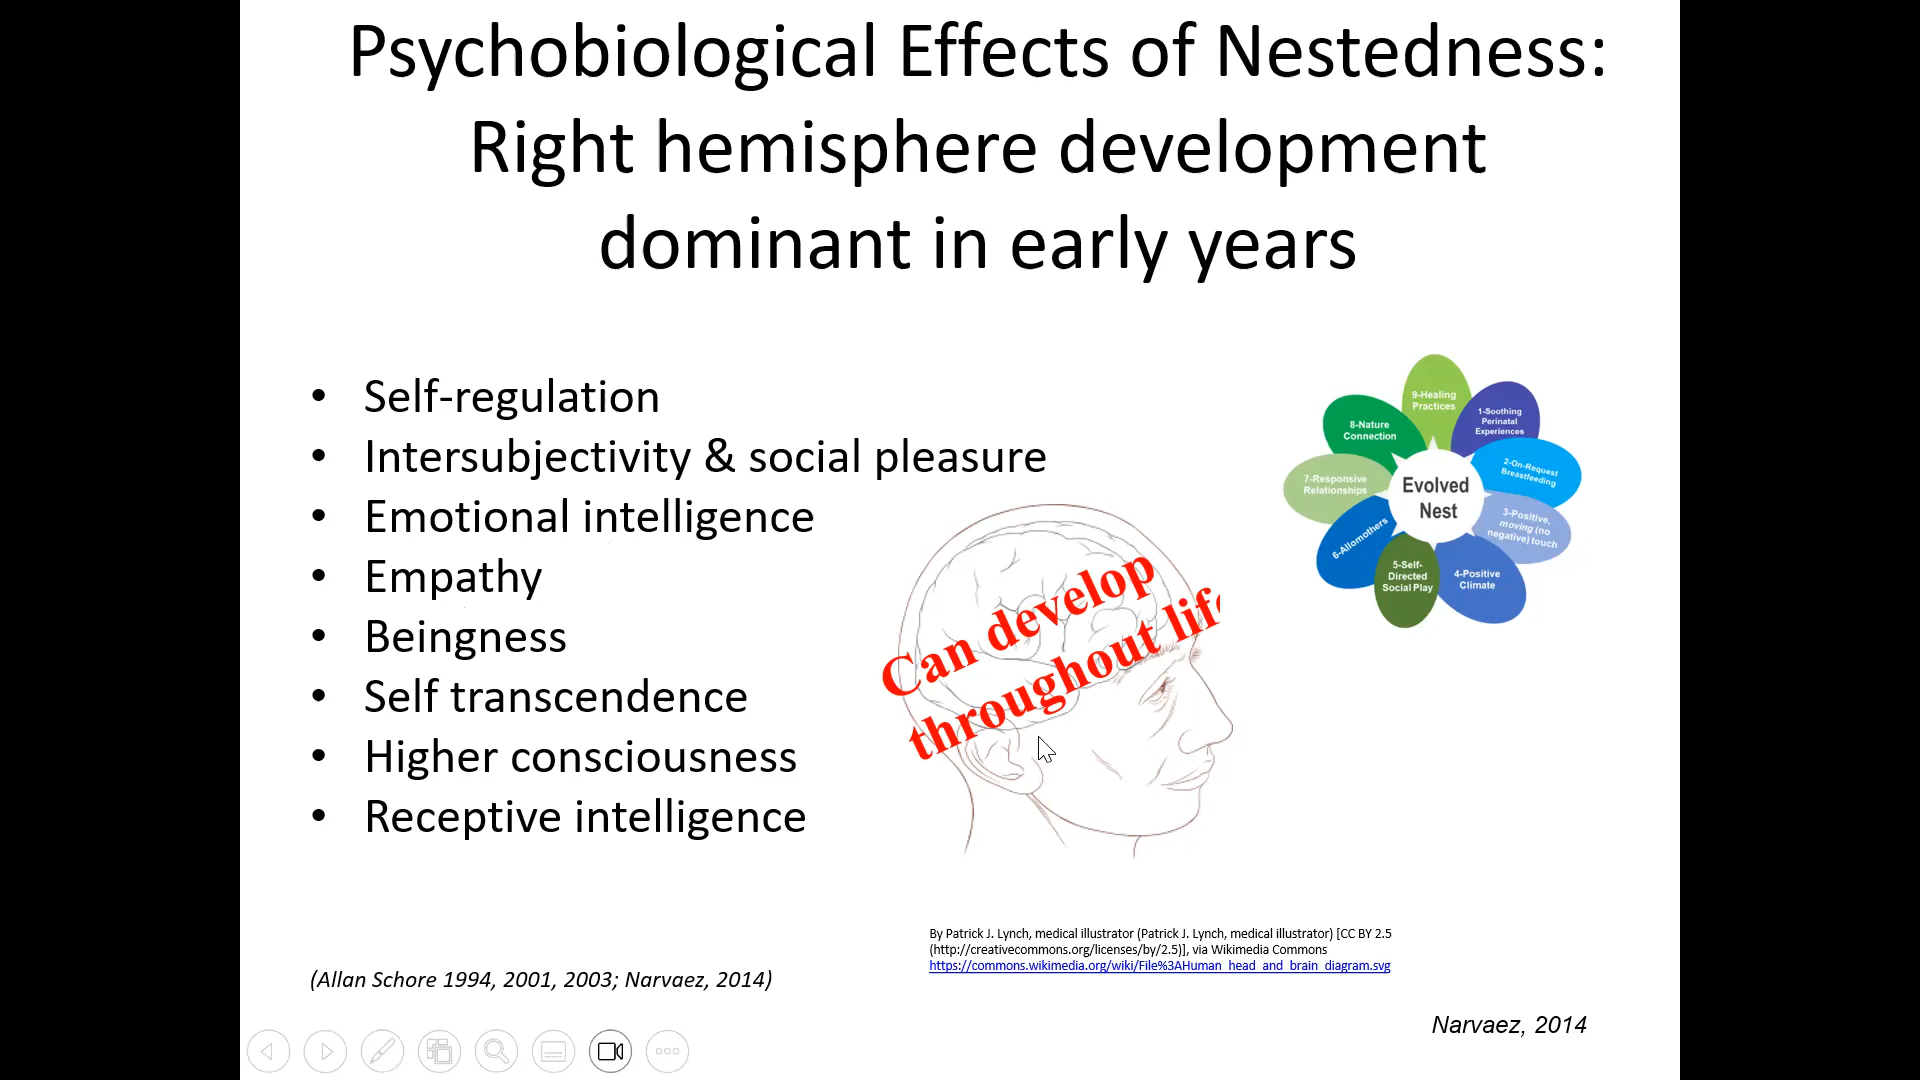 Psychobiological Effects of Nestedness:
Right hemisphere development
dominant in early years
• Self-regulation
• Intersubjectivity & social pleasure
• Emotional intelligence
• Empathy
• Beingness
• Self transcendence
• Higher consciousness
• Receptive intelligence
Can develop
throughout life
9-Healing
Practices
1-Soothing
Perinatal
Experiences
2-On-Request
Breastfeeding
3-Positive,
moving (no
negative) touch
4-Positive
Climate
5-Self-
Directed
Social Play
6-Allomothers
7-Responsive
Relationships
8-Nature
Connection
Evolved
Nest
By Patrick J. Lynch, medical illustrator (Patrick J. Lynch, medical illustrator) [CC BY 2.5
(http://creativecommons.org/licenses/by/2.5)], via Wikimedia Commons
https://commons.wikimedia.org/wiki/File%3AHuman_head_and_brain_diagram.svg
(Allan Schore 1994, 2001, 2003; Narvaez, 2014)
Narvaez, 2014